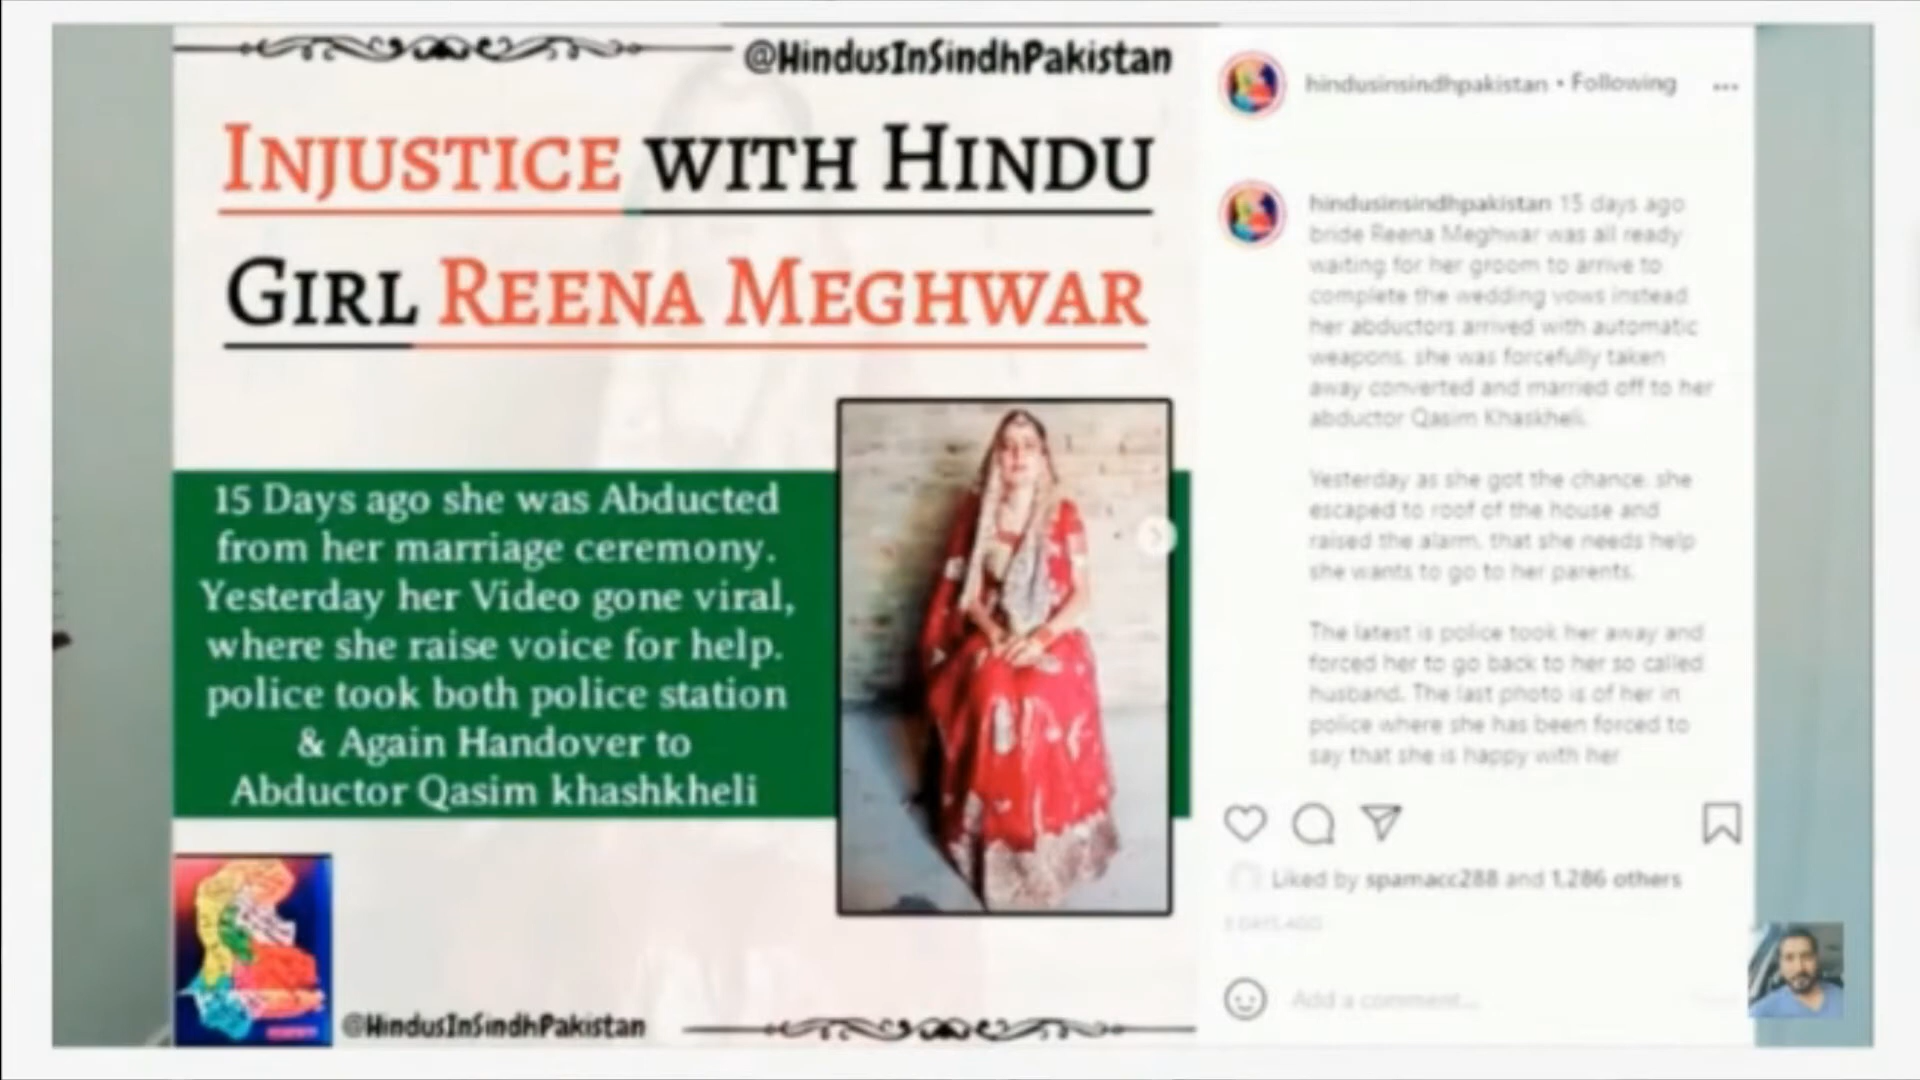 @HindusInSindhPakistan
INJUSTICE WITH HINDU
GIRL REENA MEGHWAR
15 Days ago she was Abducted
from her marriage ceremony.
Yesterday her Video gone viral,
where she raise voice for help.
police took both police station
& Again Handover to
Abductor Qasim khashkheli
@HindusInSindhPakistan
hindusinsindhpakistan • Following
hindusinsindhpakistan 15 days ago
bride Reena Meghwar was all ready
waiting for her groom to arrive to
complete the wedding vows instead
her abductors arrived with automatic
weapons. she was forcefully taken
away converted and married off to her
abductor Qasim Khaskheli.
Yesterday as she got the chance. she
escaped to roof of the house and
raised the alarm. that she needs help
she wants to go to her parents.
The latest is police took her away and
forced her to go back to her so called
husband. The last photo is of her in
police where she has been forced to
say that she is happy with her
Liked by spamacc288 and 1,286 others
DAYS AGO
Add a comment...